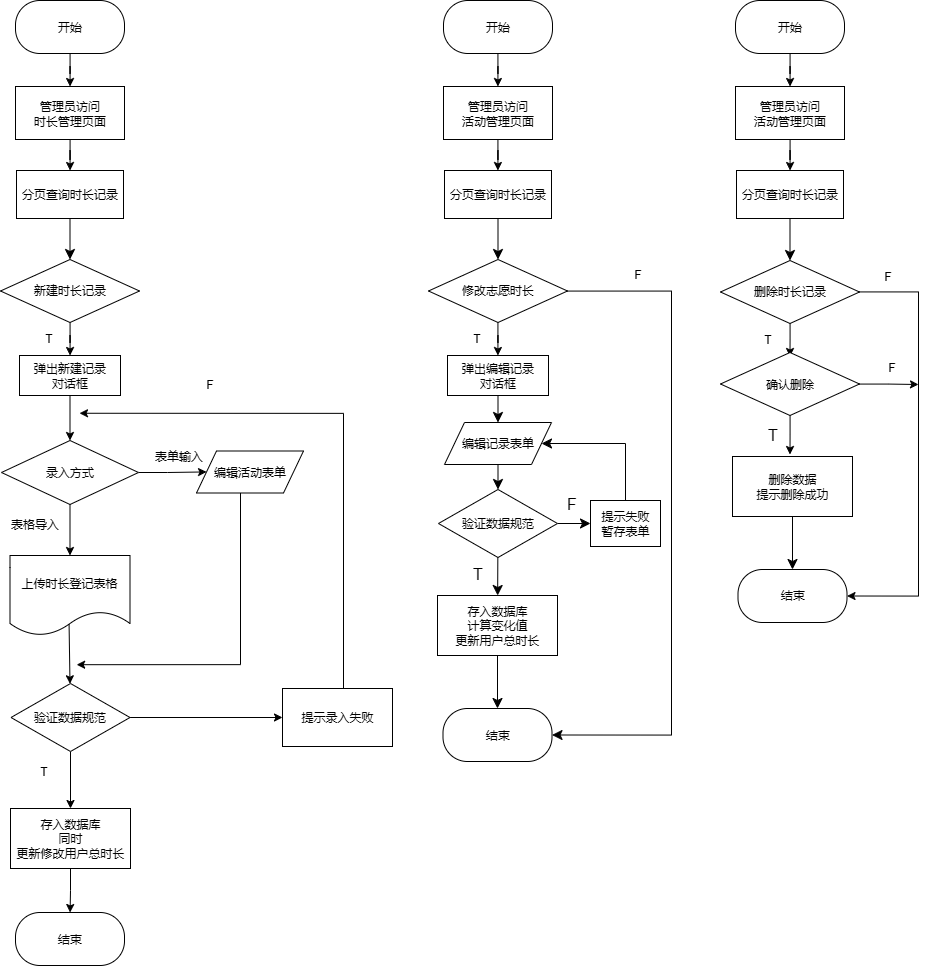 开始
管理员访问
时长管理页面
分页查询时长记录
新建时长记录
T
弹出新建记录
对话框
F
录入方式
表单输入
编辑活动表单
表格导入
上传时长登记表格
验证数据规范
提示录入失败
T
存入数据库
同时
更新修改用户总时长
结束
开始
管理员访问
活动管理页面
分页查询时长记录
修改志愿时长
F
T
弹出编辑记录
对话框
编辑记录表单
验证数据规范
F
提示失败
暂存表单
T
存入数据库
计算变化值
更新用户总时长
结束
开始
管理员访问
活动管理页面
分页查询时长记录
删除时长记录
F
T
确认删除
F
T
删除数据
提示删除成功
结束